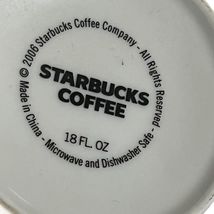 © 2006 Starbucks Coffee Company - All Rights Reserved
STARBUCKS
COFFEE
18 FL. OZ
Made in China - Microwave and Dishwasher Safe -